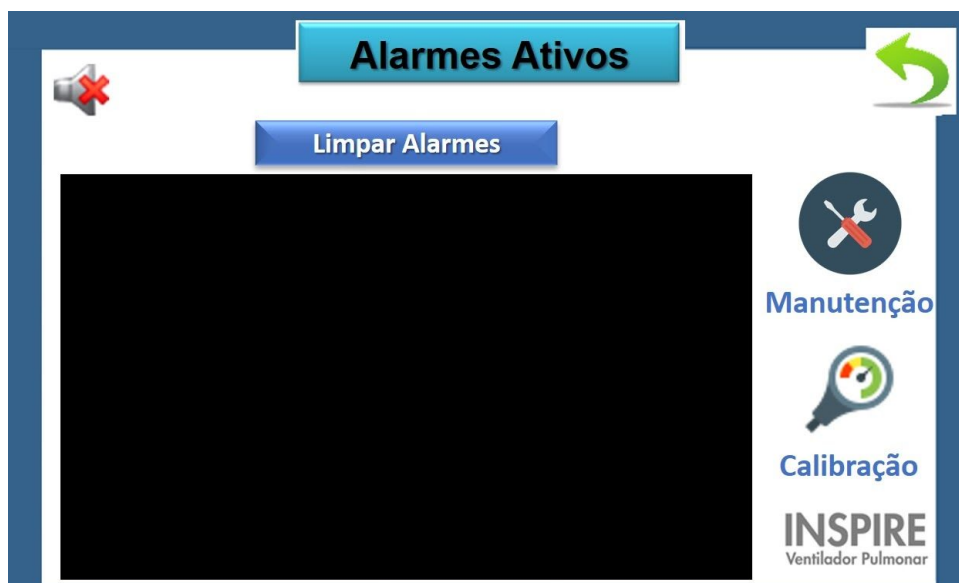 Alarmes Ativos
Limpar Alarmes
Manutenção
Calibração
INSPIRE
Ventilador Pulmonar